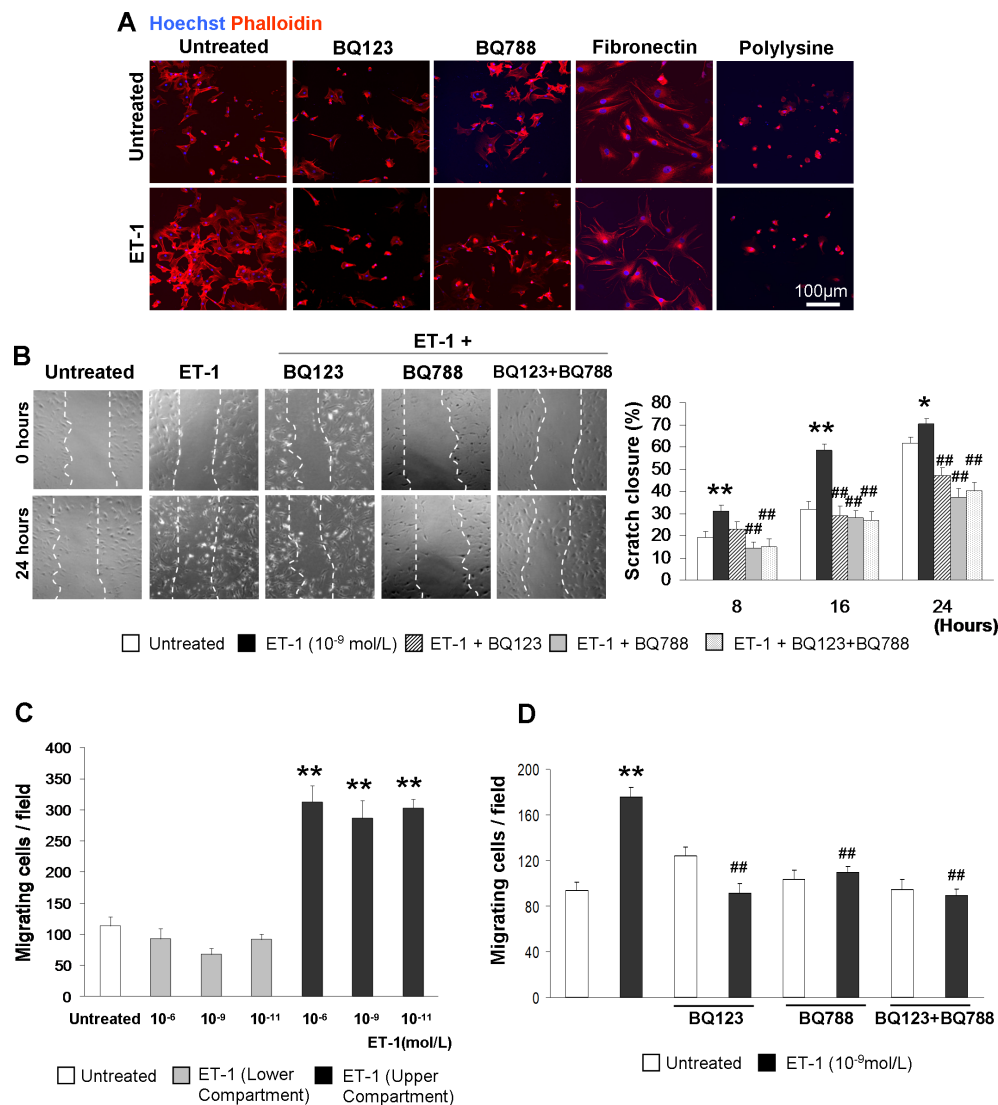 A
Hoechst Phalloidin
Untreated BQ123 BQ788 Fibronectin Polylysine
Untreated
ET-1
100µm
B
ET-1 +
Untreated ET-1 BQ123 BQ788 BQ123+BQ788
0 hours
24 hours
Scratch closure (%)
80
70
60
50
40
30
20
10
0
** ## ##
** ## ## ##
* ## ## ##
8 16 24
(Hours)
Untreated ET-1 (10⁻⁹ mol/L) ET-1 + BQ123 ET-1 + BQ788 ET-1 + BQ123+BQ788
C
Migrating cells / field
400
350
300
250
200
150
100
50
0
** ** **
Untreated 10⁻⁶ 10⁻⁹ 10⁻¹¹ 10⁻⁶ 10⁻⁹ 10⁻¹¹
ET-1(mol/L)
Untreated ET-1 (Lower Compartment) ET-1 (Upper Compartment)
D
Migrating cells / field
200
160
120
80
40
0
** ## ## ##
BQ123 BQ788 BQ123+BQ788
Untreated ET-1 (10⁻⁹mol/L)